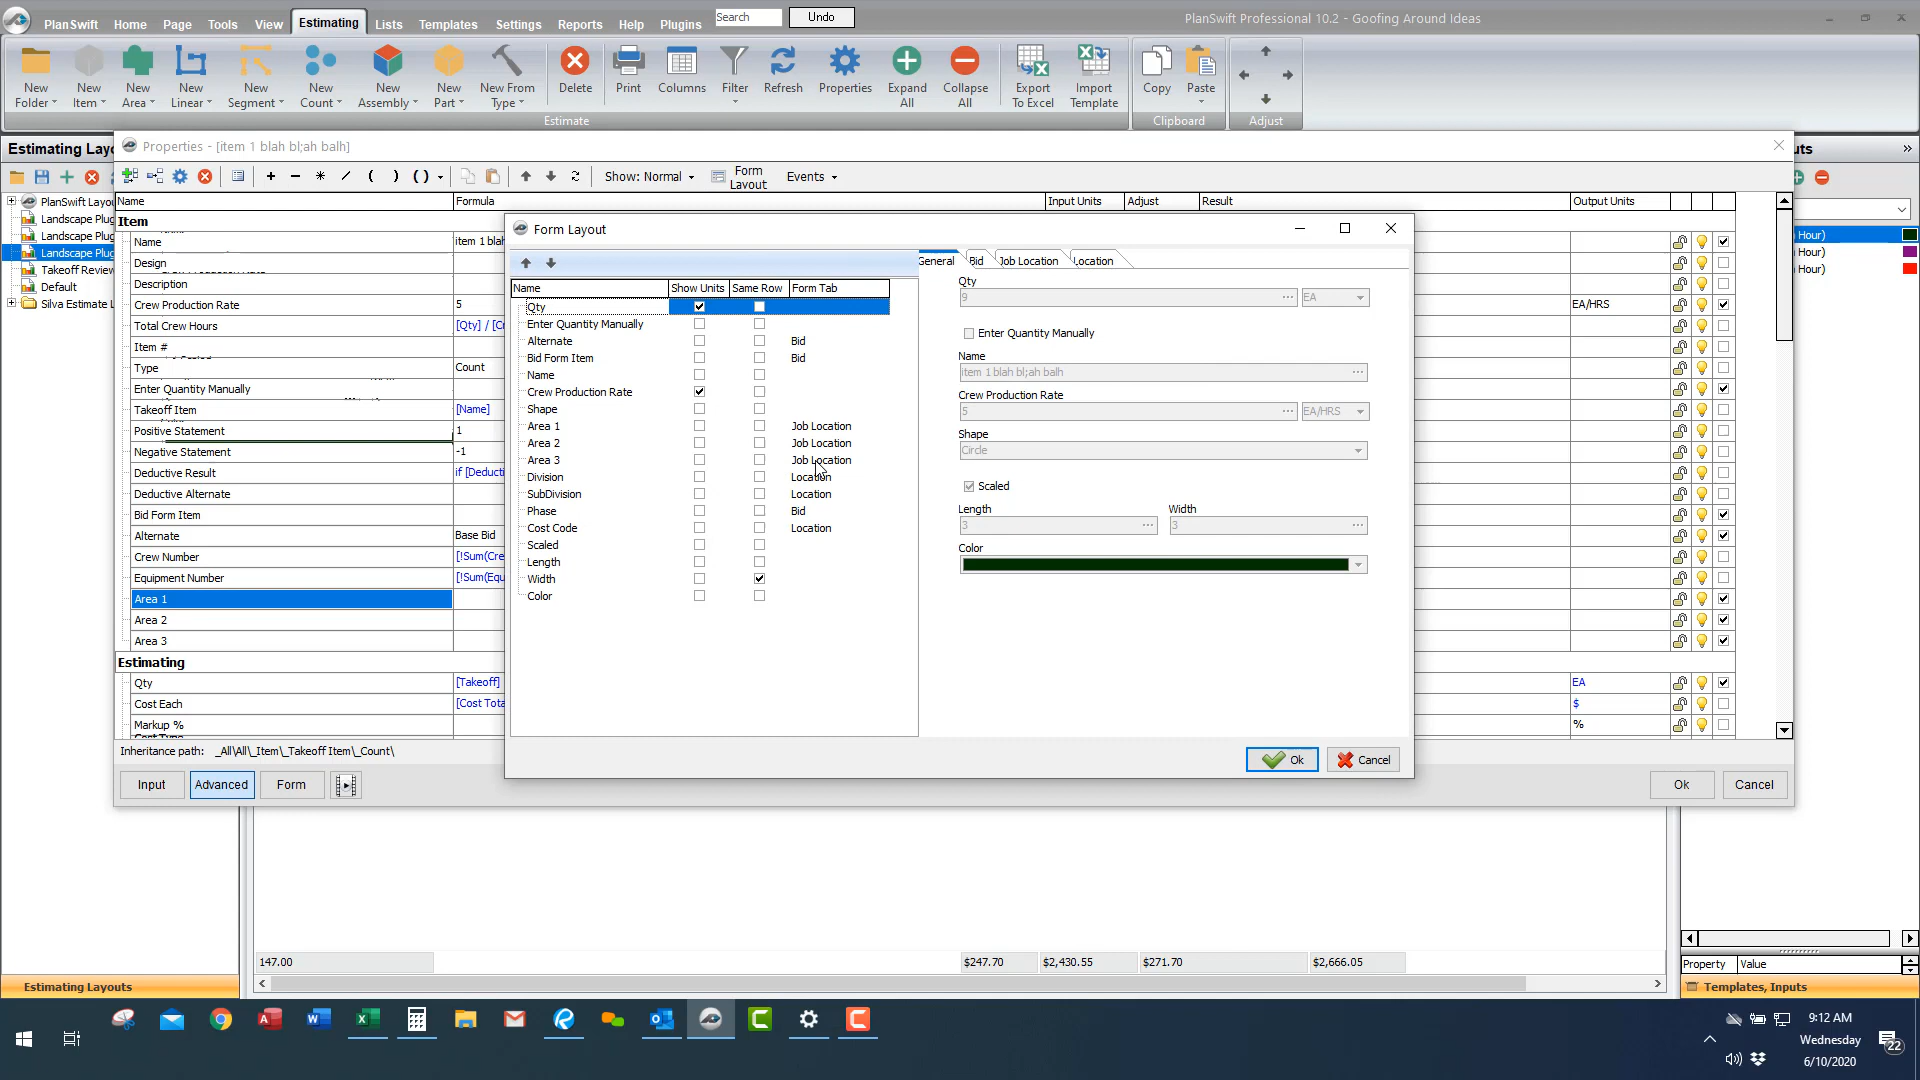 PlanSwift Home Page Tools View Estimating Lists Templates Settings Reports Help Plugins Search Undo PlanSwift Professional 10.2 - Goofing Around Ideas
New Folder New Item New Area New Linear New Segment New Count New Assembly New Part New From Type Delete Print Columns Filter Refresh Properties Expand All Collapse All Export To Excel Import Template Copy Paste
Estimate Clipboard Adjust
Estimating Layo Properties - [item 1 blah bl;ah balh] uts
+ - * / ( ) ( ) Show: Normal Form Layout Events
PlanSwift Layou Name Formula Input Units Adjust Result Output Units
Landscape Plug Item
Landscape Plug Name item 1 blah
Landscape Plug Design
Takeoff Review Description
Default Crew Production Rate 5 EA/HRS
Silva Estimate L Total Crew Hours [Qty] / [Cr
Item #
Type Count
Enter Quantity Manually
Takeoff Item [Name]
Positive Statement 1
Negative Statement -1
Deductive Result if [Deducti
Deductive Alternate
Bid Form Item
Alternate Base Bid
Crew Number [!Sum(Cre
Equipment Number [!Sum(Equ
Area 1
Area 2
Area 3
Estimating
Qty [Takeoff] EA
Cost Each [Cost Tota $
Markup % %
Cost Type
Inheritance path: _All\All\_Item\_Takeoff Item\_Count\
Input Advanced Form Ok Cancel
Form Layout
Name Show Units Same Row Form Tab
Qty
Enter Quantity Manually
Alternate Bid
Bid Form Item Bid
Name
Crew Production Rate
Shape
Area 1 Job Location
Area 2 Job Location
Area 3 Job Location
Division Location
SubDivision Location
Phase Bid
Cost Code Location
Scaled
Length
Width
Color
General Bid Job Location Location
Qty
9 EA
Enter Quantity Manually
Name
item 1 blah bl;ah balh
Crew Production Rate
5 EA/HRS
Shape
Circle
Scaled
Length Width
3 3
Color
Ok Cancel
Hour)
Hour)
147.00 $247.70 $2,430.55 $271.70 $2,666.05
Property Value
Estimating Layouts Templates, Inputs
9:12 AM
Wednesday
6/10/2020
22